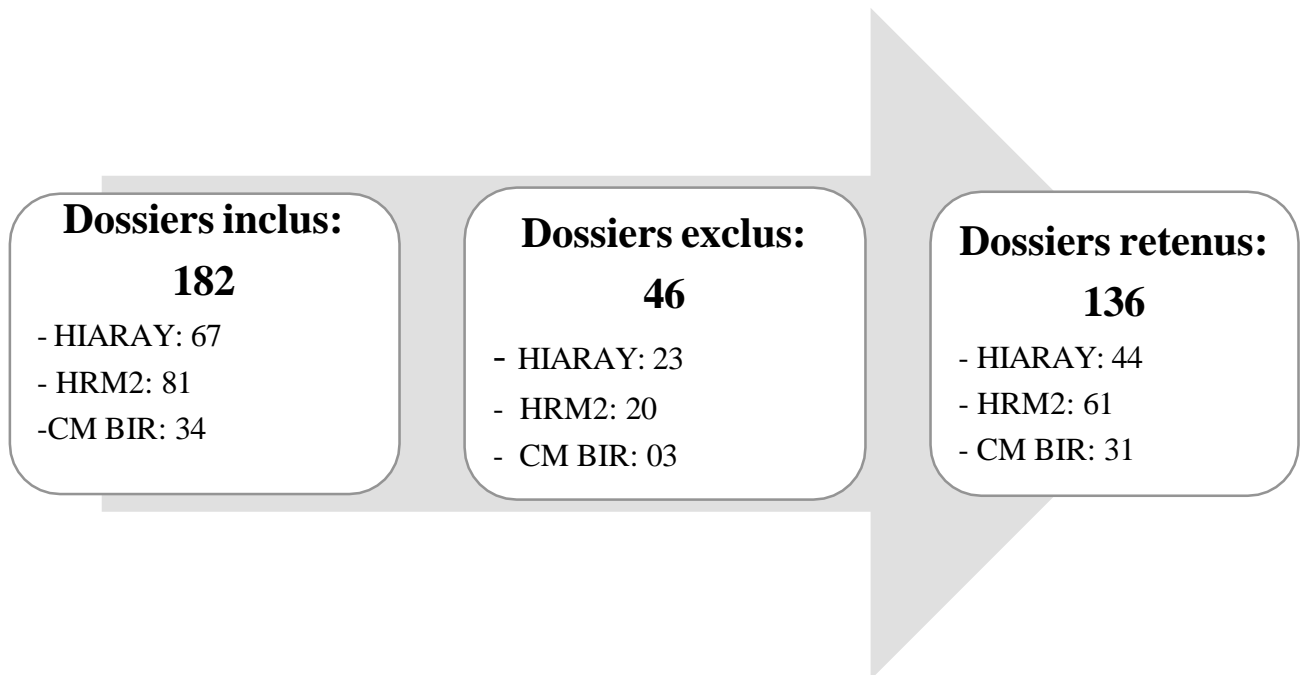 Dossiers inclus:
182
- HIARAY: 67
- HRM2: 81
-CM BIR: 34
Dossiers exclus:
46
- HIARAY: 23
- HRM2: 20
- CM BIR: 03
Dossiers retenus:
136
- HIARAY: 44
- HRM2: 61
- CM BIR: 31